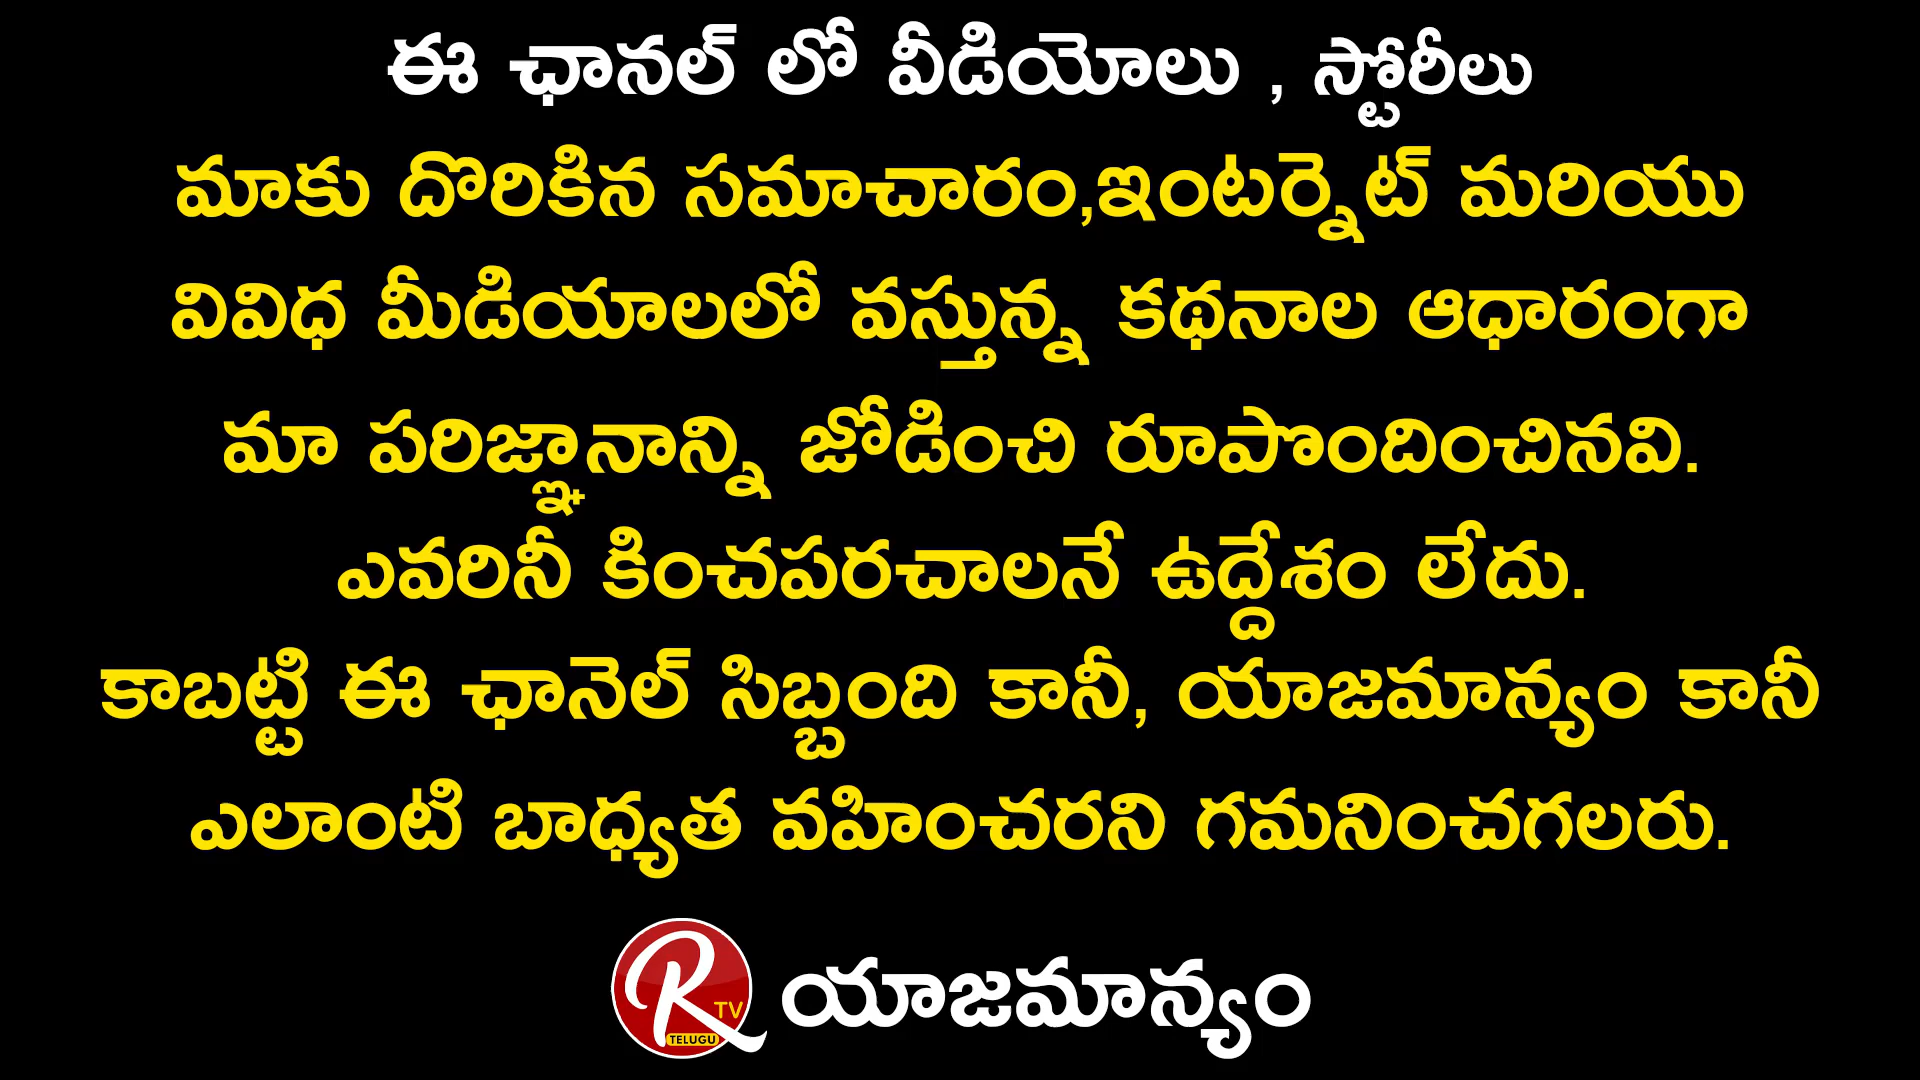 ఈ ఛానల్ లో వీడియోలు , స్టోరీలు
మాకు దొరికిన సమాచారం,ఇంటర్నెట్ మరియు
వివిధ మీడియాలలో వస్తున్న కథనాల ఆధారంగా
మా పరిజ్ఞానాన్ని జోడించి రూపొందించినవి.
ఎవరినీ కించపరచాలనే ఉద్దేశం లేదు.
కాబట్టి ఈ ఛానెల్ సిబ్బంది కానీ, యాజమాన్యం కానీ
ఎలాంటి బాధ్యత వహించరని గమనించగలరు.
R TV TELUGU యాజమాన్యం